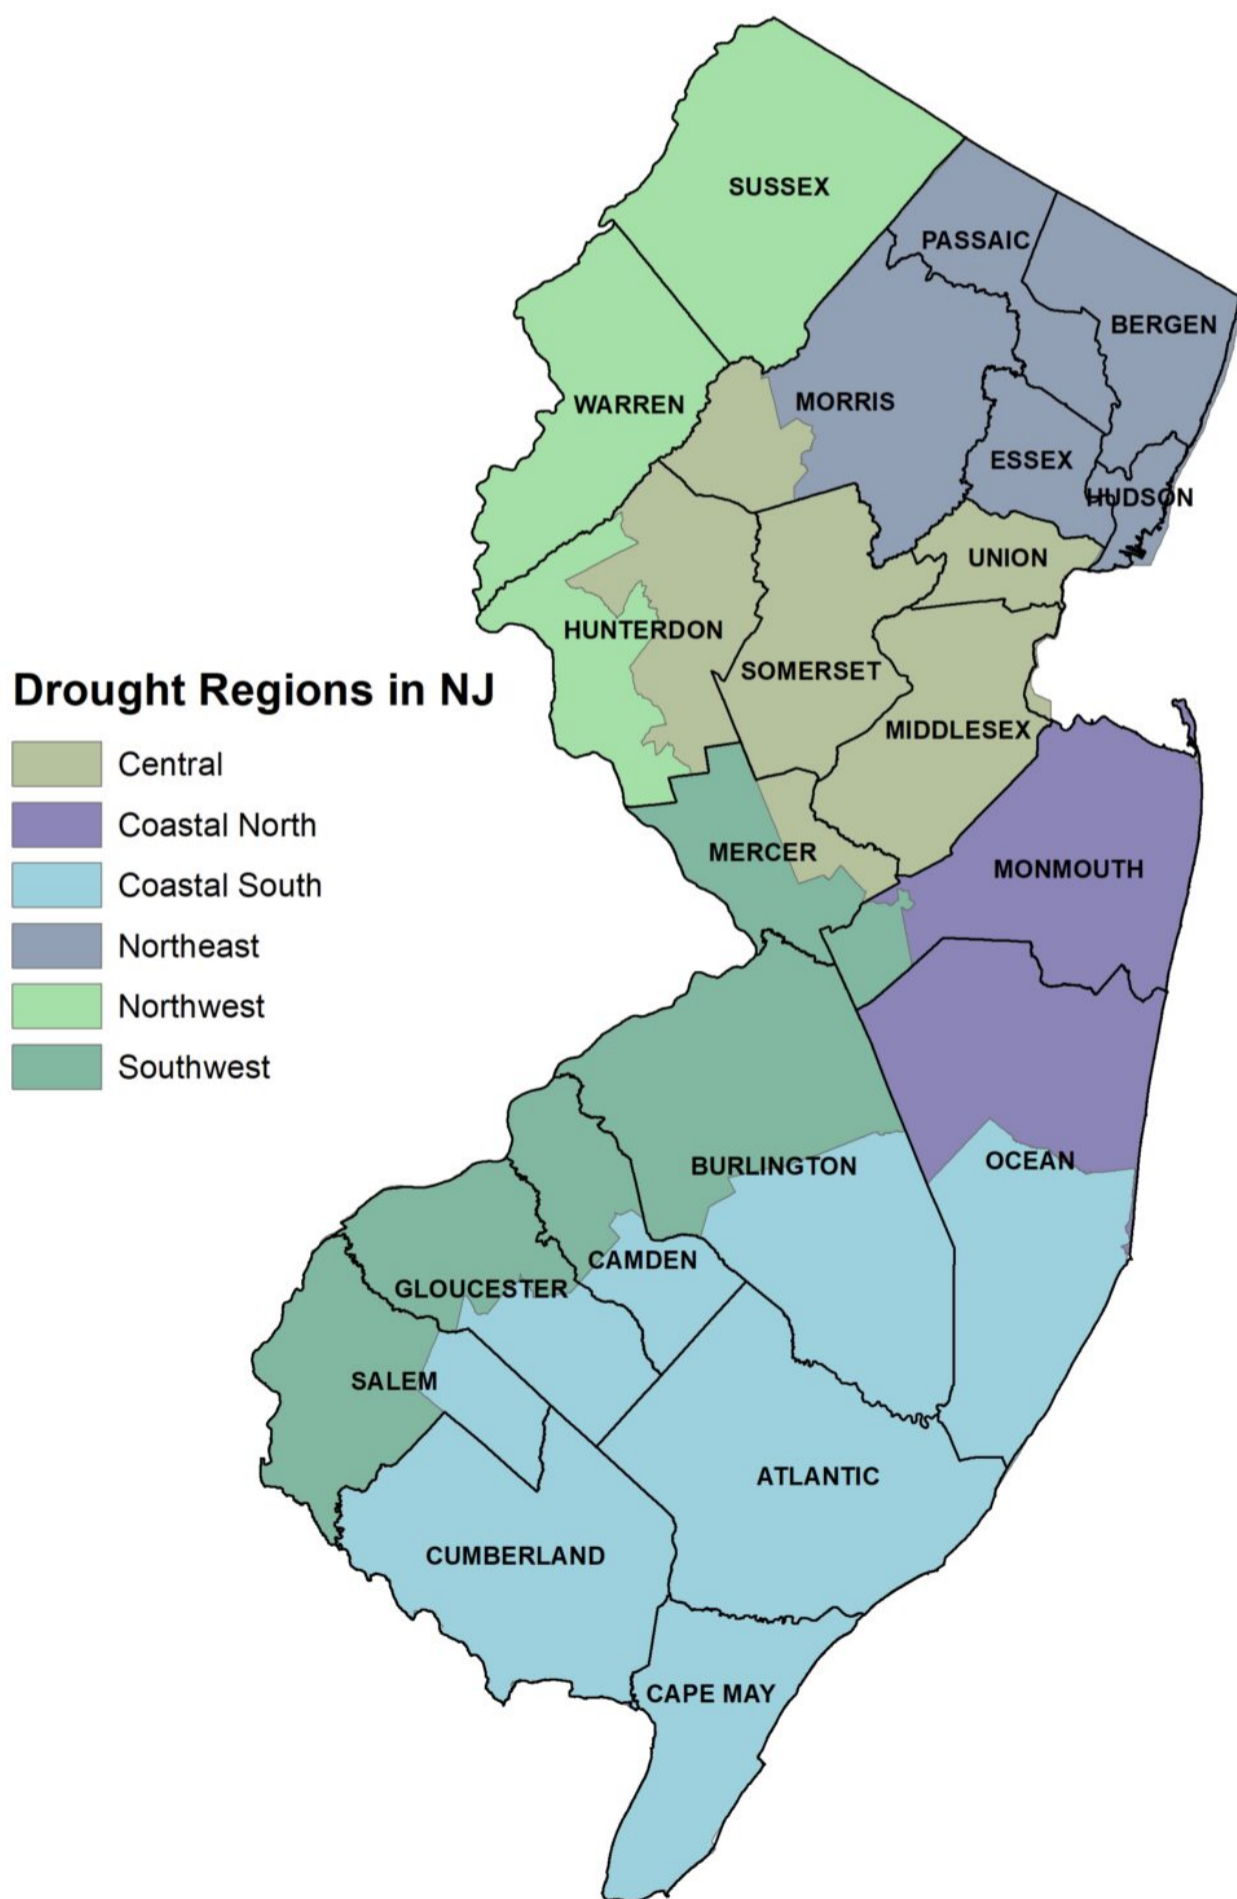 SUSSEX
PASSAIC
BERGEN
WARREN
MORRIS
ESSEX
HUDSON
UNION
HUNTERDON
SOMERSET
MIDDLESEX
Drought Regions in NJ
Central
Coastal North
Coastal South
Northeast
Northwest
Southwest
MERCER
MONMOUTH
BURLINGTON
OCEAN
CAMDEN
GLOUCESTER
SALEM
ATLANTIC
CUMBERLAND
CAPE MAY